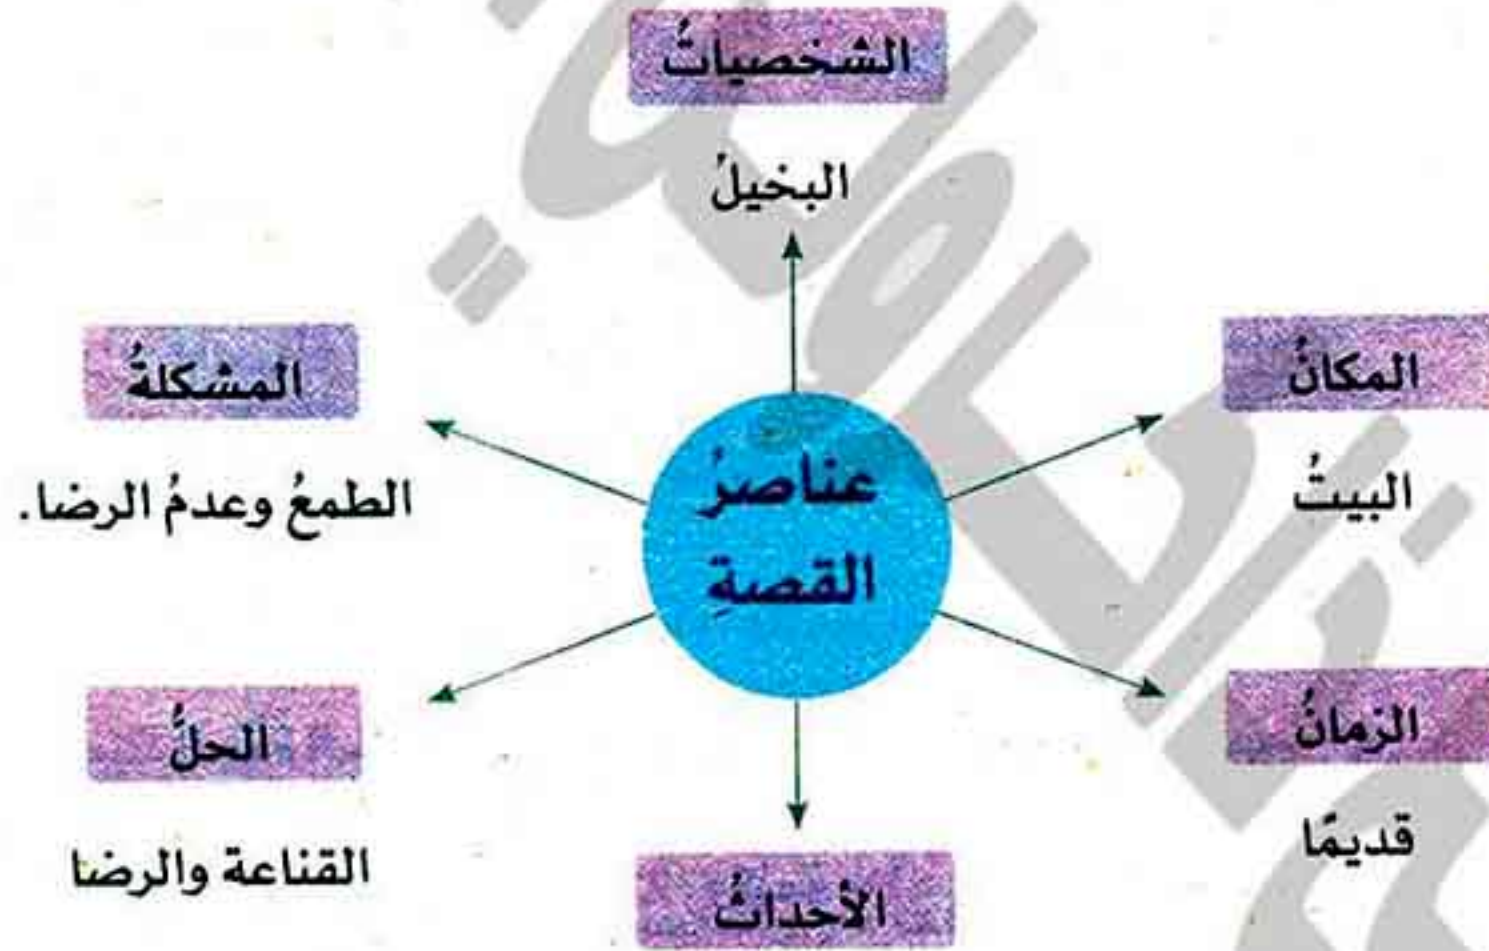 الشخصياتُ
البخيلُ
المكانُ
البيتُ
المشكلةُ
الطمعُ وعدمُ الرضا.
عناصرُ
القصةِ
الزمانُ
قديمًا
الحلُّ
القناعة والرضا
الأحداثُ